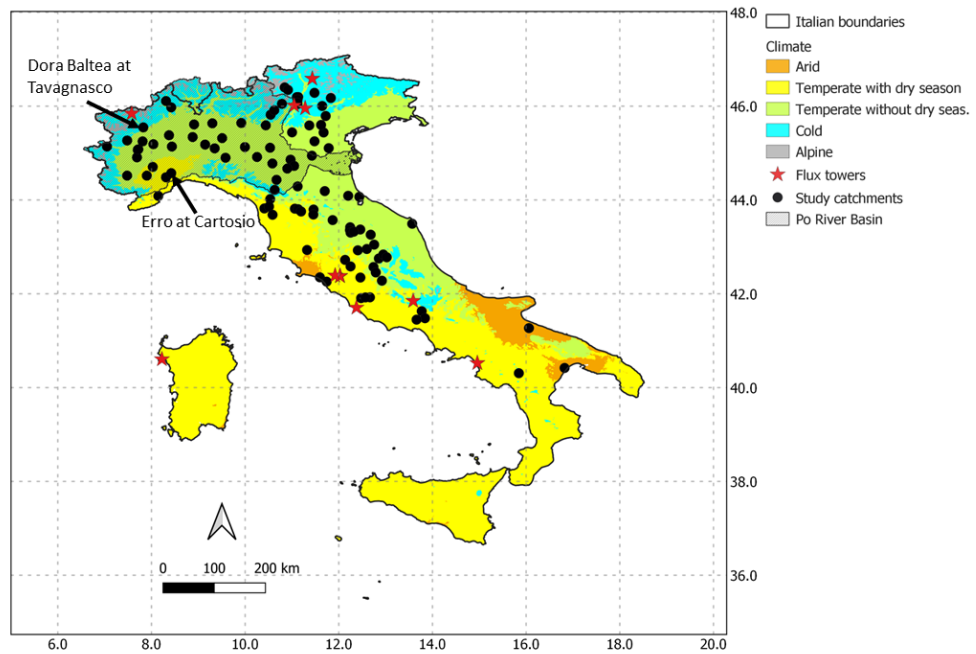 48.0
46.0
44.0
42.0
40.0
38.0
36.0
6.0
8.0
10.0
12.0
14.0
16.0
18.0
20.0
Dora Baltea at
Tavagnasco
Erro at Cartosio
0 100 200 km
Italian boundaries
Climate
Arid
Temperate with dry season
Temperate without dry seas.
Cold
Alpine
Flux towers
Study catchments
Po River Basin